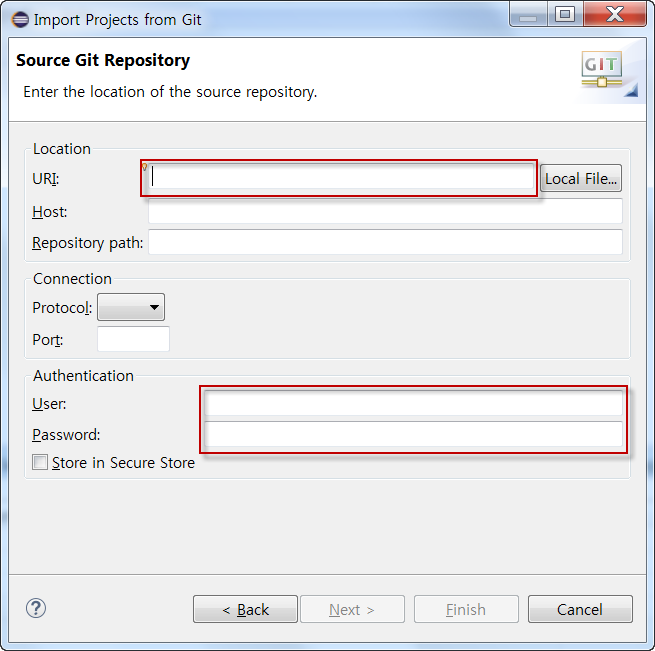 Import Projects from Git
Source Git Repository
Enter the location of the source repository.
GIT
Location
URI:
Local File...
Host:
Repository path:
Connection
Protocol:
Port:
Authentication
User:
Password:
Store in Secure Store
?
< Back
Next >
Finish
Cancel